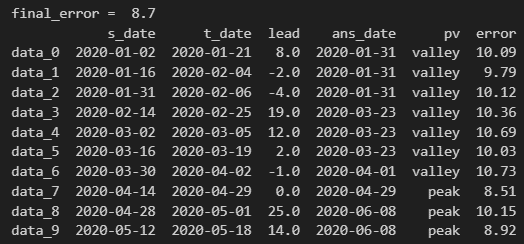 final_error =  8.7
            s_date      t_date  lead    ans_date      pv  error
data_0  2020-01-02  2020-01-21   8.0  2020-01-31  valley  10.09
data_1  2020-01-16  2020-02-04  -2.0  2020-01-31  valley   9.79
data_2  2020-01-31  2020-02-06  -4.0  2020-01-31  valley  10.12
data_3  2020-02-14  2020-02-25  19.0  2020-03-23  valley  10.36
data_4  2020-03-02  2020-03-05  12.0  2020-03-23  valley  10.69
data_5  2020-03-16  2020-03-19   2.0  2020-03-23  valley  10.03
data_6  2020-03-30  2020-04-02  -1.0  2020-04-01  valley  10.73
data_7  2020-04-14  2020-04-29   0.0  2020-04-29    peak   8.51
data_8  2020-04-28  2020-05-01  25.0  2020-06-08    peak  10.15
data_9  2020-05-12  2020-05-18  14.0  2020-06-08    peak   8.92